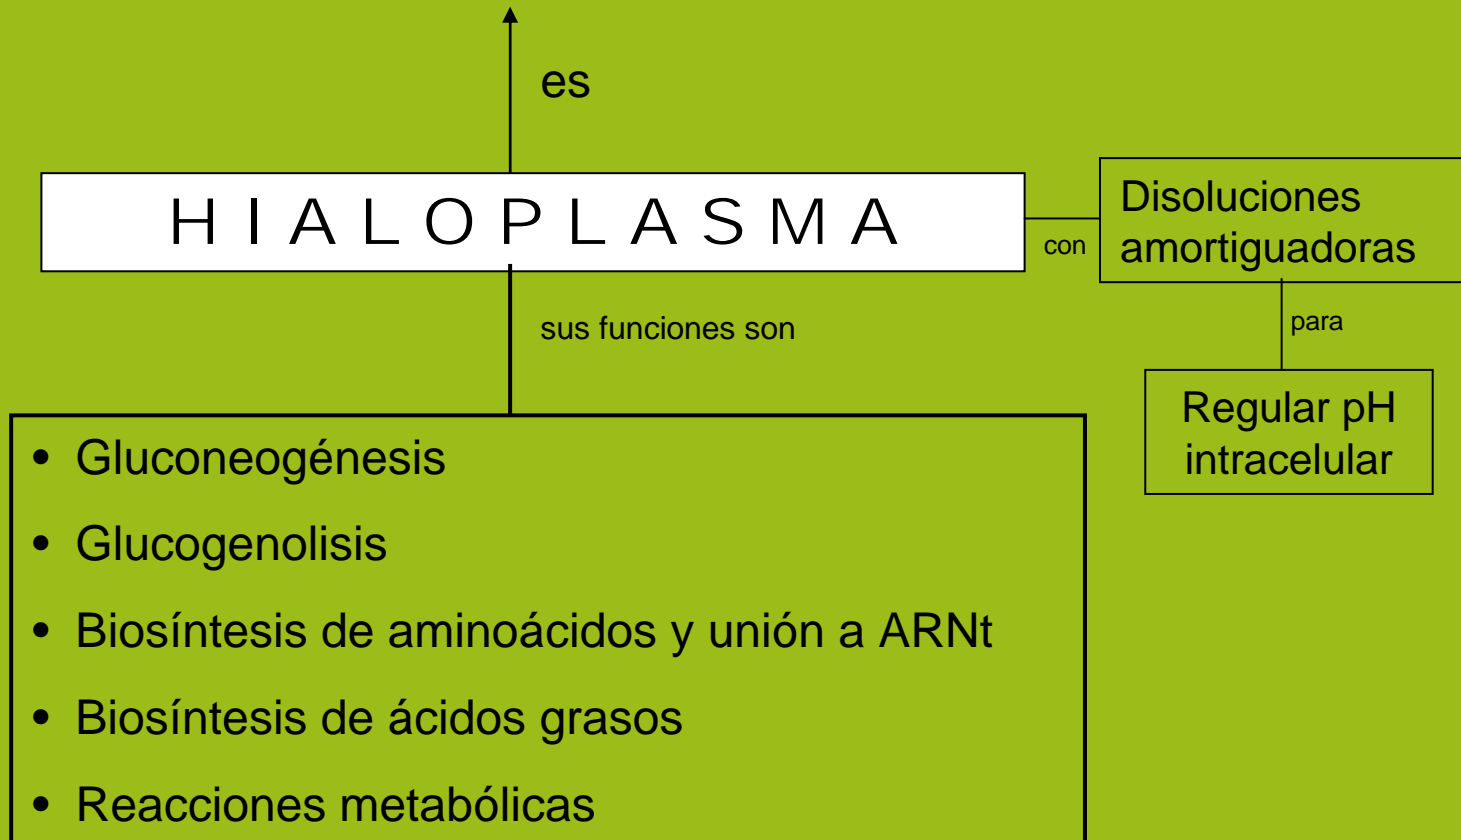 es
HIALOPLASMA
con
Disoluciones
amortiguadoras
sus funciones son
para
Regular pH
intracelular
• Gluconeogénesis
• Glucogenolisis
• Biosíntesis de aminoácidos y unión a ARNt
• Biosíntesis de ácidos grasos
• Reacciones metabólicas